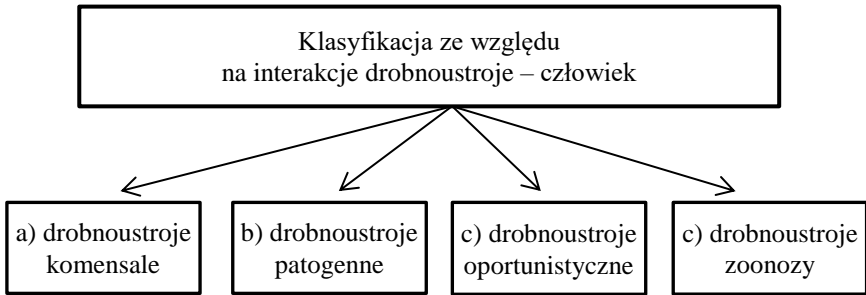 Klasyfikacja ze względu
na interakcje drobnoustroje – człowiek
a) drobnoustroje
komensale
b) drobnoustroje
patogenne
c) drobnoustroje
oportunistyczne
c) drobnoustroje
zoonozy